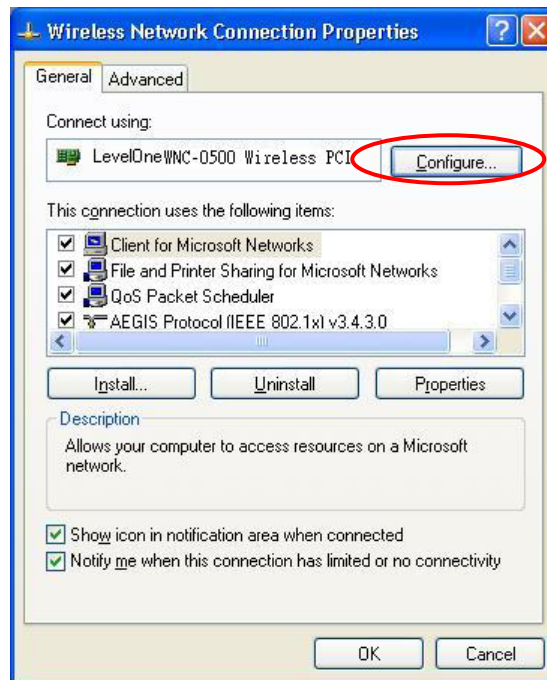 Wireless Network Connection Properties
General
Advanced
Connect using:
LevelOneWNC-0500 Wireless PCI
Configure...
This connection uses the following items:
Client for Microsoft Networks
File and Printer Sharing for Microsoft Networks
QoS Packet Scheduler
AEGIS Protocol (IEEE 802.1x) v3.4.3.0
Install...
Uninstall
Properties
Description
Allows your computer to access resources on a Microsoft
network.
Show icon in notification area when connected
Notify me when this connection has limited or no connectivity
OK
Cancel